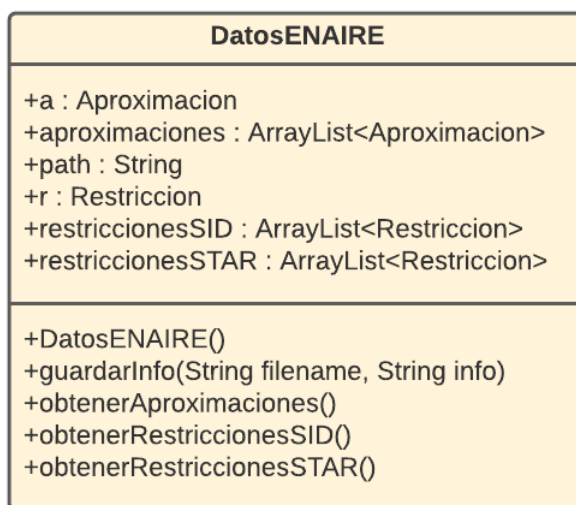 DatosENAIRE
+a : Aproximacion
+aproximaciones : ArrayList<Aproximacion>
+path : String
+r : Restriccion
+restriccionesSID : ArrayList<Restriccion>
+restriccionesSTAR : ArrayList<Restriccion>
+DatosENAIRE()
+guardarInfo(String filename, String info)
+obtenerAproximaciones()
+obtenerRestriccionesSID()
+obtenerRestriccionesSTAR()